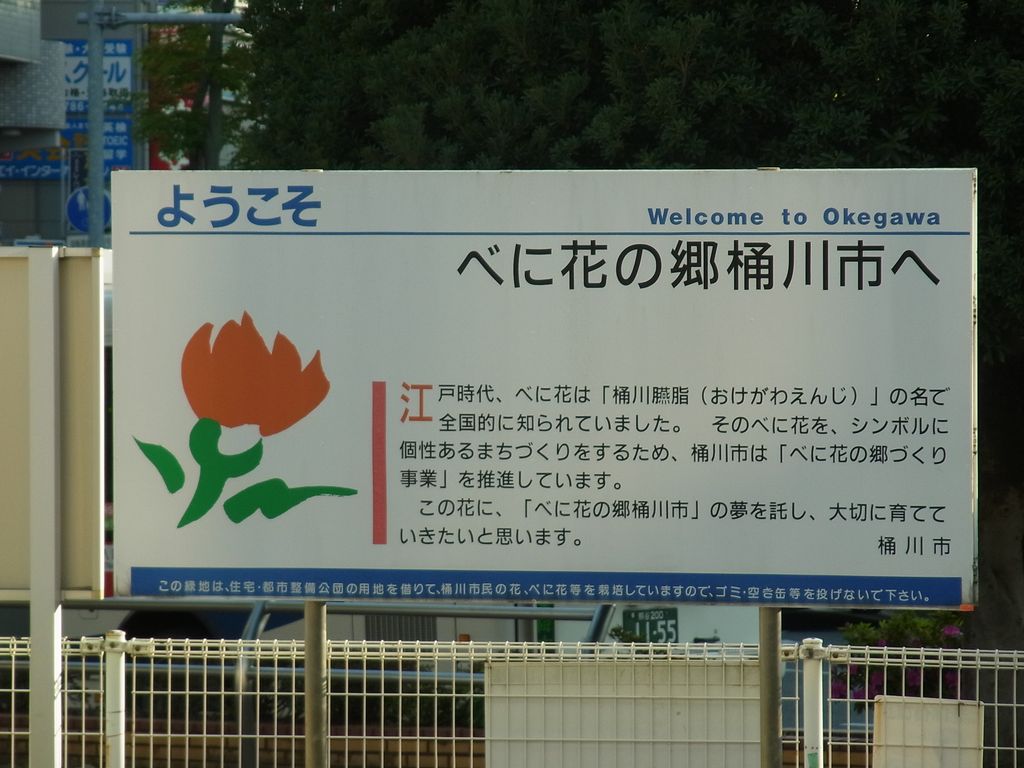 ようこそ
Welcome to Okegawa
べに花の郷桶川市へ
江戸時代、べに花は「桶川臙脂（おけがわえんじ）」の名で
全国的に知られていました。　そのべに花を、シンボルに
個性あるまちづくりをするため、桶川市は「べに花の郷づくり
事業」を推進しています。
　この花に、「べに花の郷桶川市」の夢を託し、大切に育てて
いきたいと思います。
桶川市
この緑地は、住宅・都市整備公団の用地を借りて、桶川市民の花、べに花等を栽培していますので、ゴミ・空き缶等を投げないで下さい。
クール
TOEIC
留学
11-55